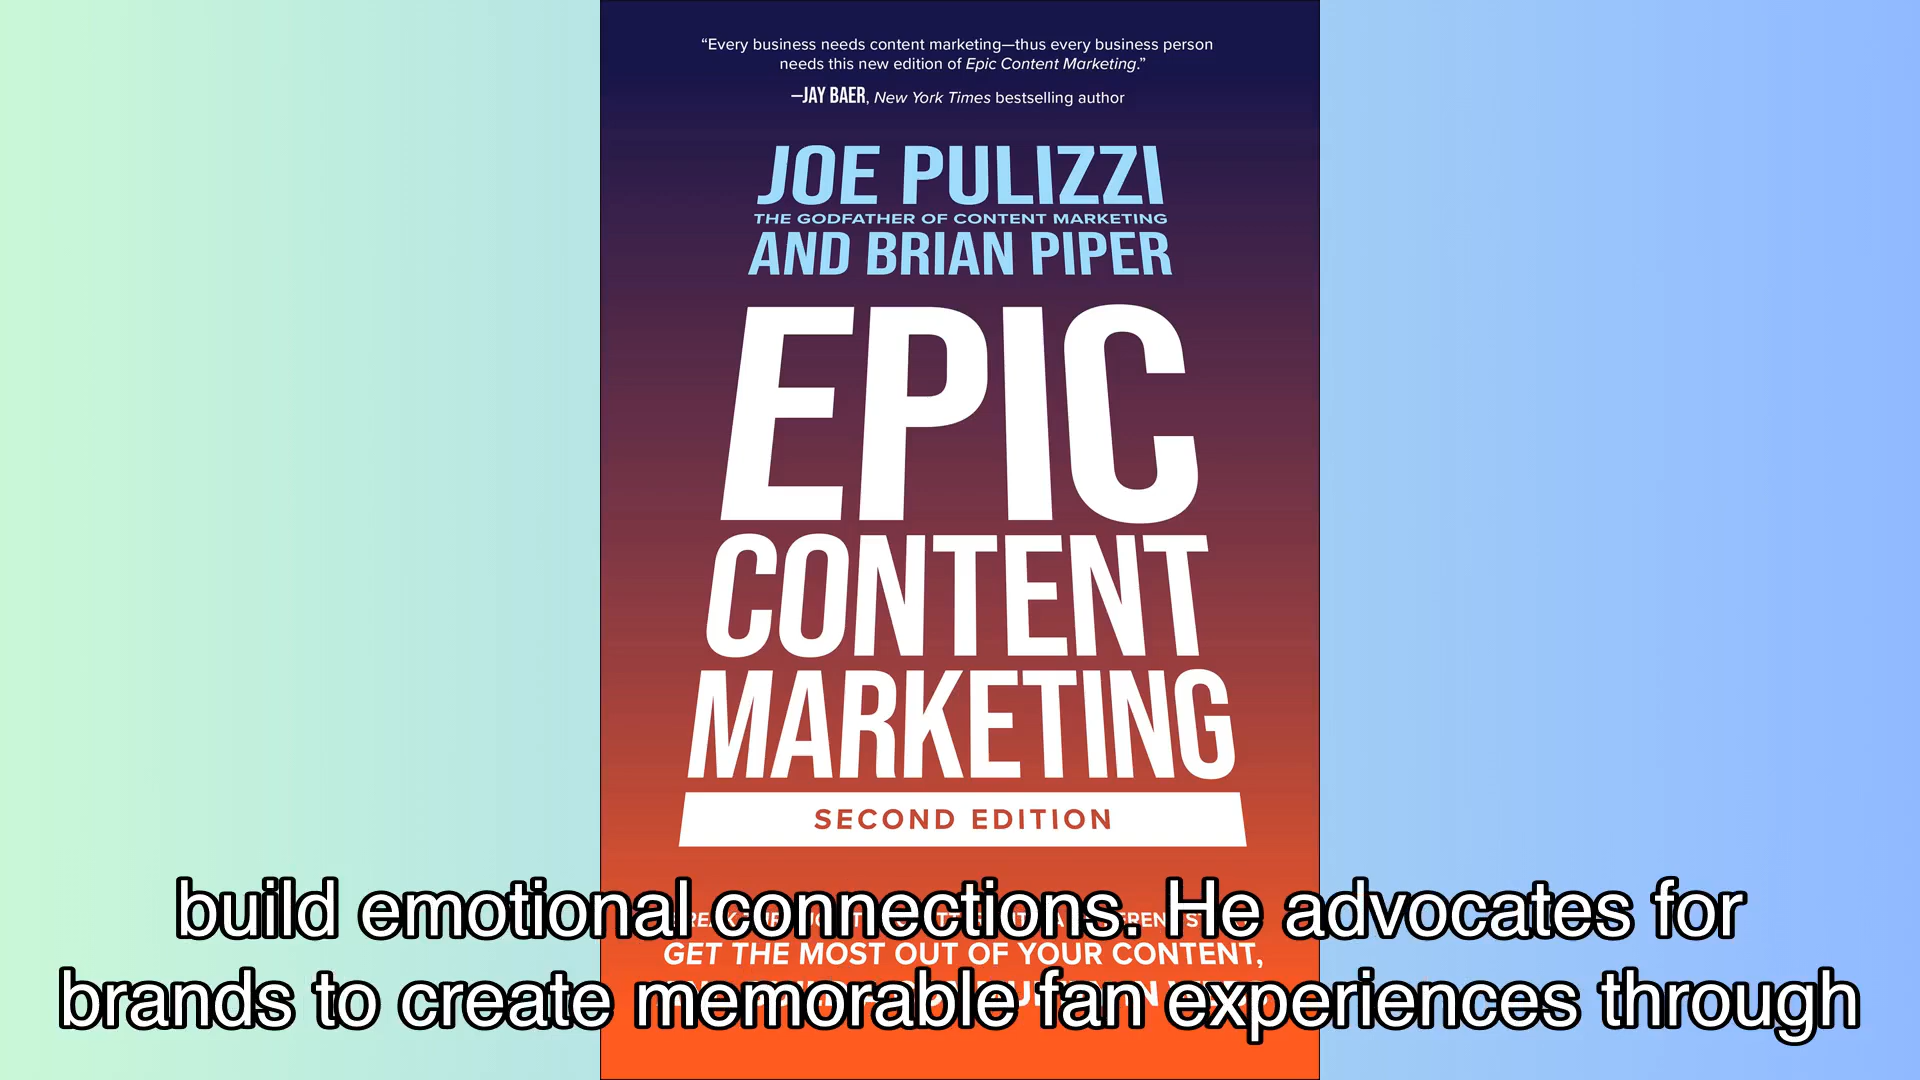 “Every business needs content marketing—thus every business person
needs this new edition of Epic Content Marketing.”
—JAY BAER, New York Times bestselling author
JOE PULIZZI
THE GODFATHER OF CONTENT MARKETING
AND BRIAN PIPER
EPIC
CONTENT
MARKETING
SECOND EDITION
GET THE MOST OUT OF YOUR CONTENT,
build emotional connections. He advocates for
brands to create memorable fan experiences through